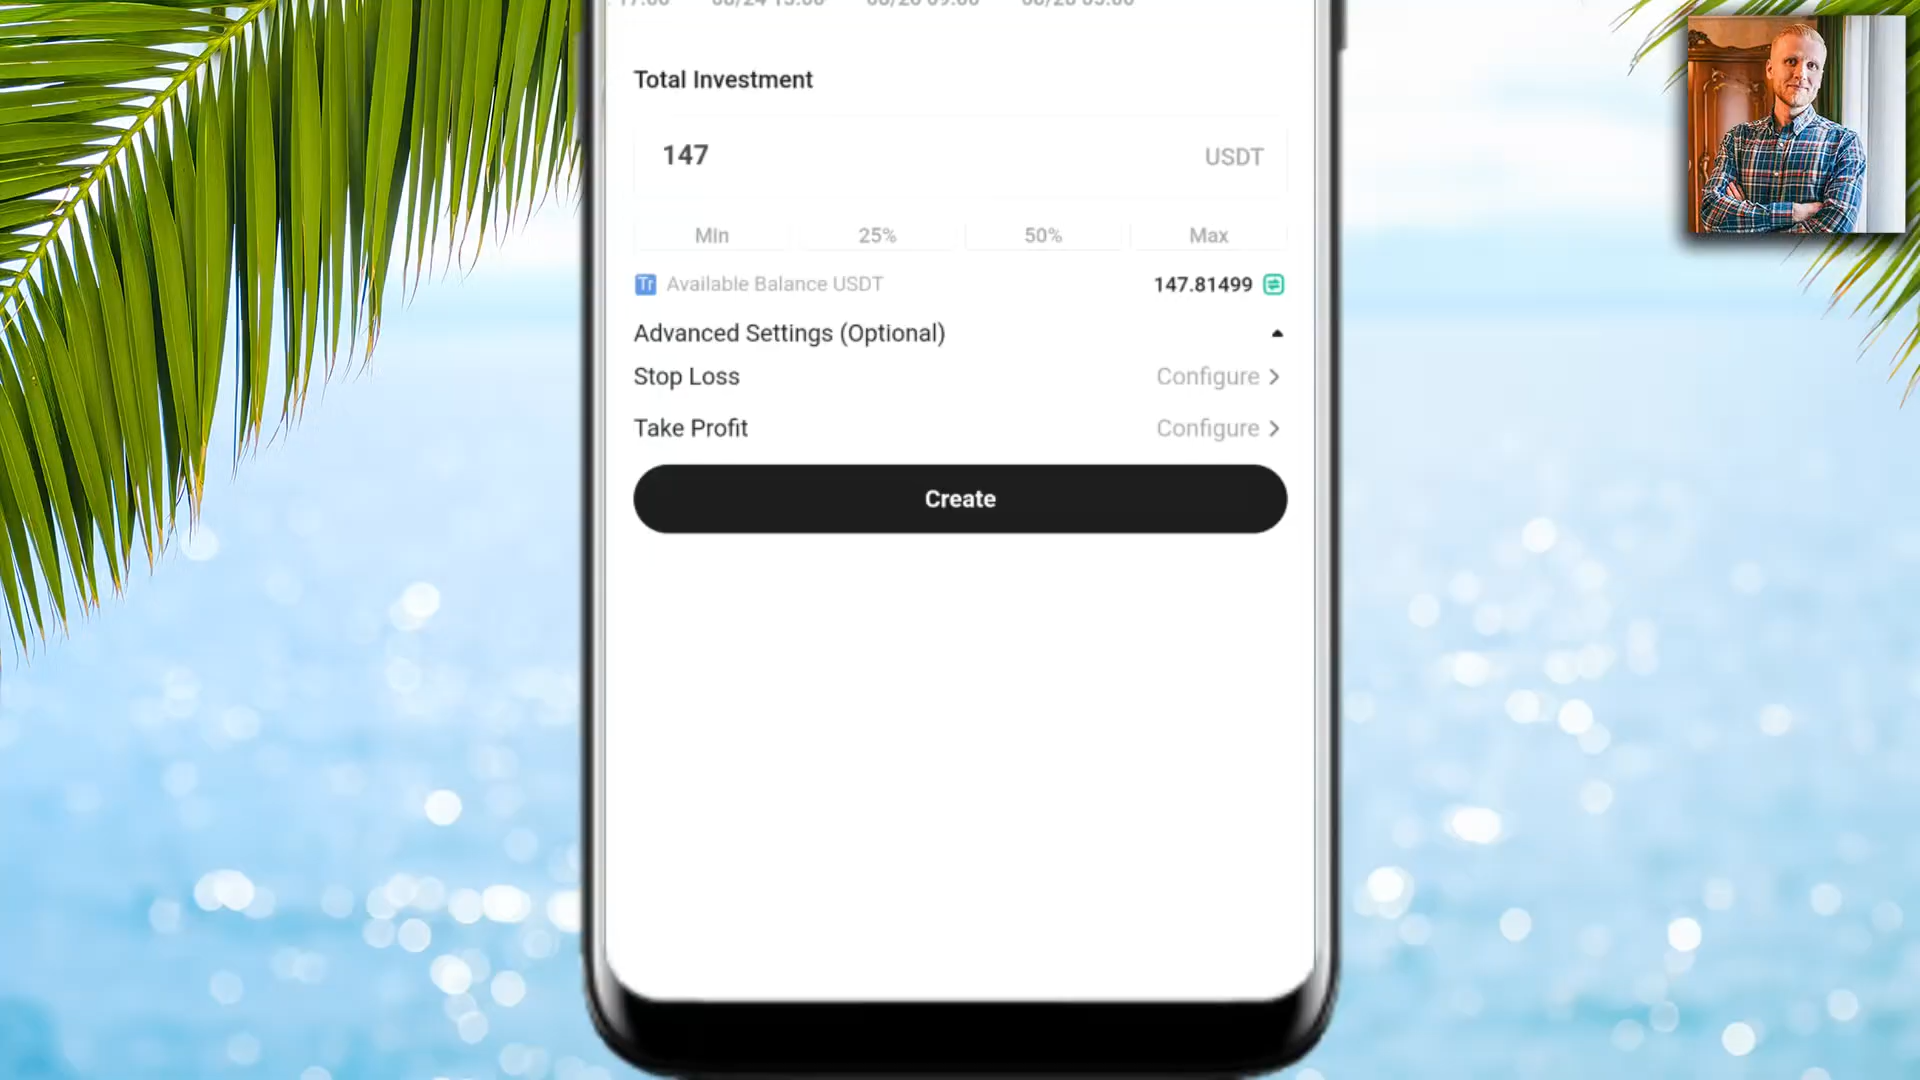 Total Investment
147 USDT
Min 25% 50% Max
Tr Available Balance USDT 147.81499
Advanced Settings (Optional)
Stop Loss Configure >
Take Profit Configure >
Create